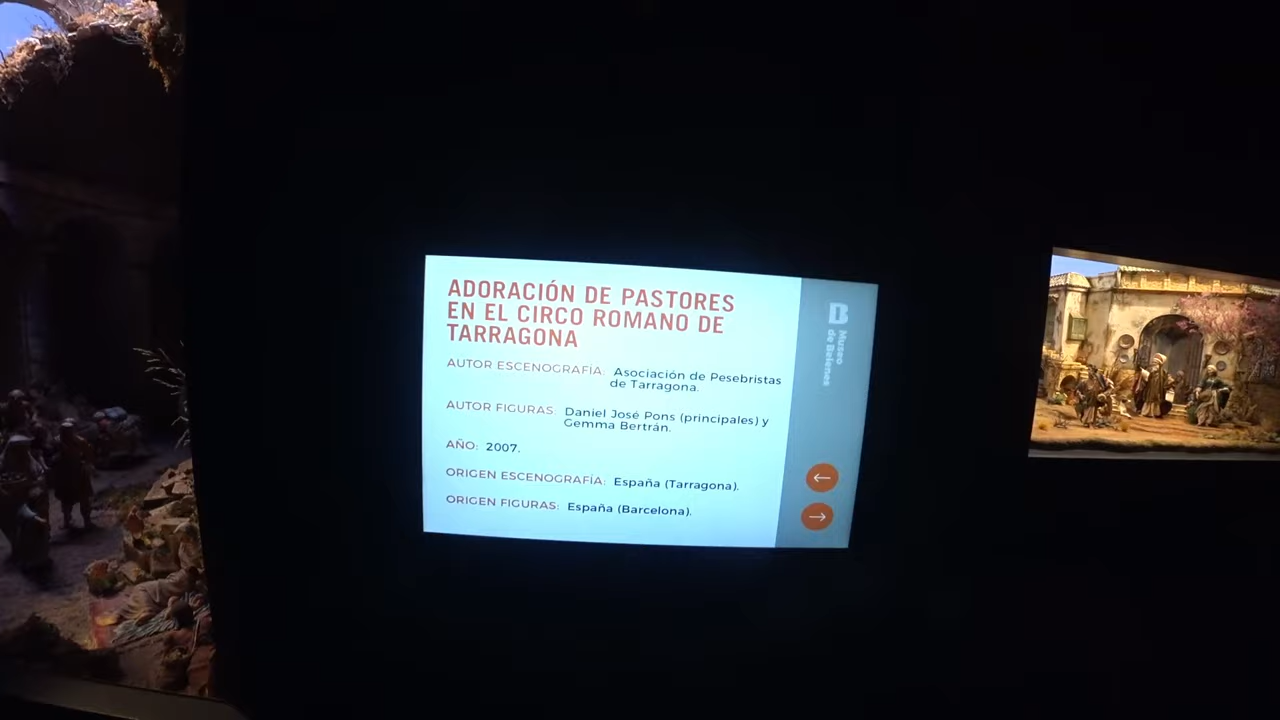 ADORACIÓN DE PASTORES
EN EL CIRCO ROMANO DE
TARRAGONA
AUTOR ESCENOGRAFÍA: Asociación de Pesebristas
de Tarragona.
AUTOR FIGURAS: Daniel José Pons (principales) y
Gemma Bertrán.
AÑO: 2007.
ORIGEN ESCENOGRAFÍA: España (Tarragona).
ORIGEN FIGURAS: España (Barcelona).
B
Museo
de Belenes